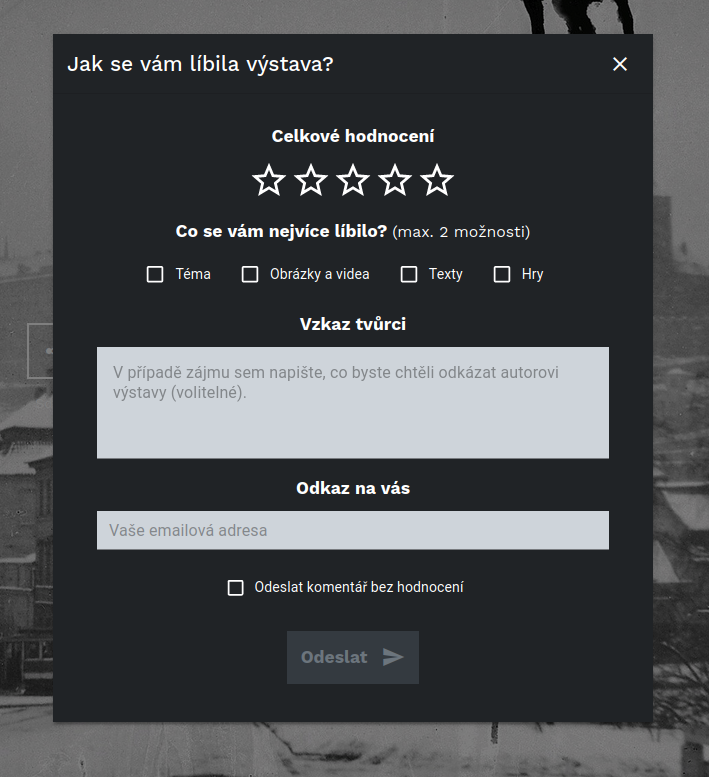 Jak se vám líbila výstava?
Celkové hodnocení
Co se vám nejvíce líbilo? (max. 2 možnosti)
Téma Obrázky a videa Texty Hry
Vzkaz tvůrci
V případě zájmu sem napište, co byste chtěli odkázat autorovi
výstavy (volitelné).
Odkaz na vás
Vaše emailová adresa
Odeslat komentář bez hodnocení
Odeslat